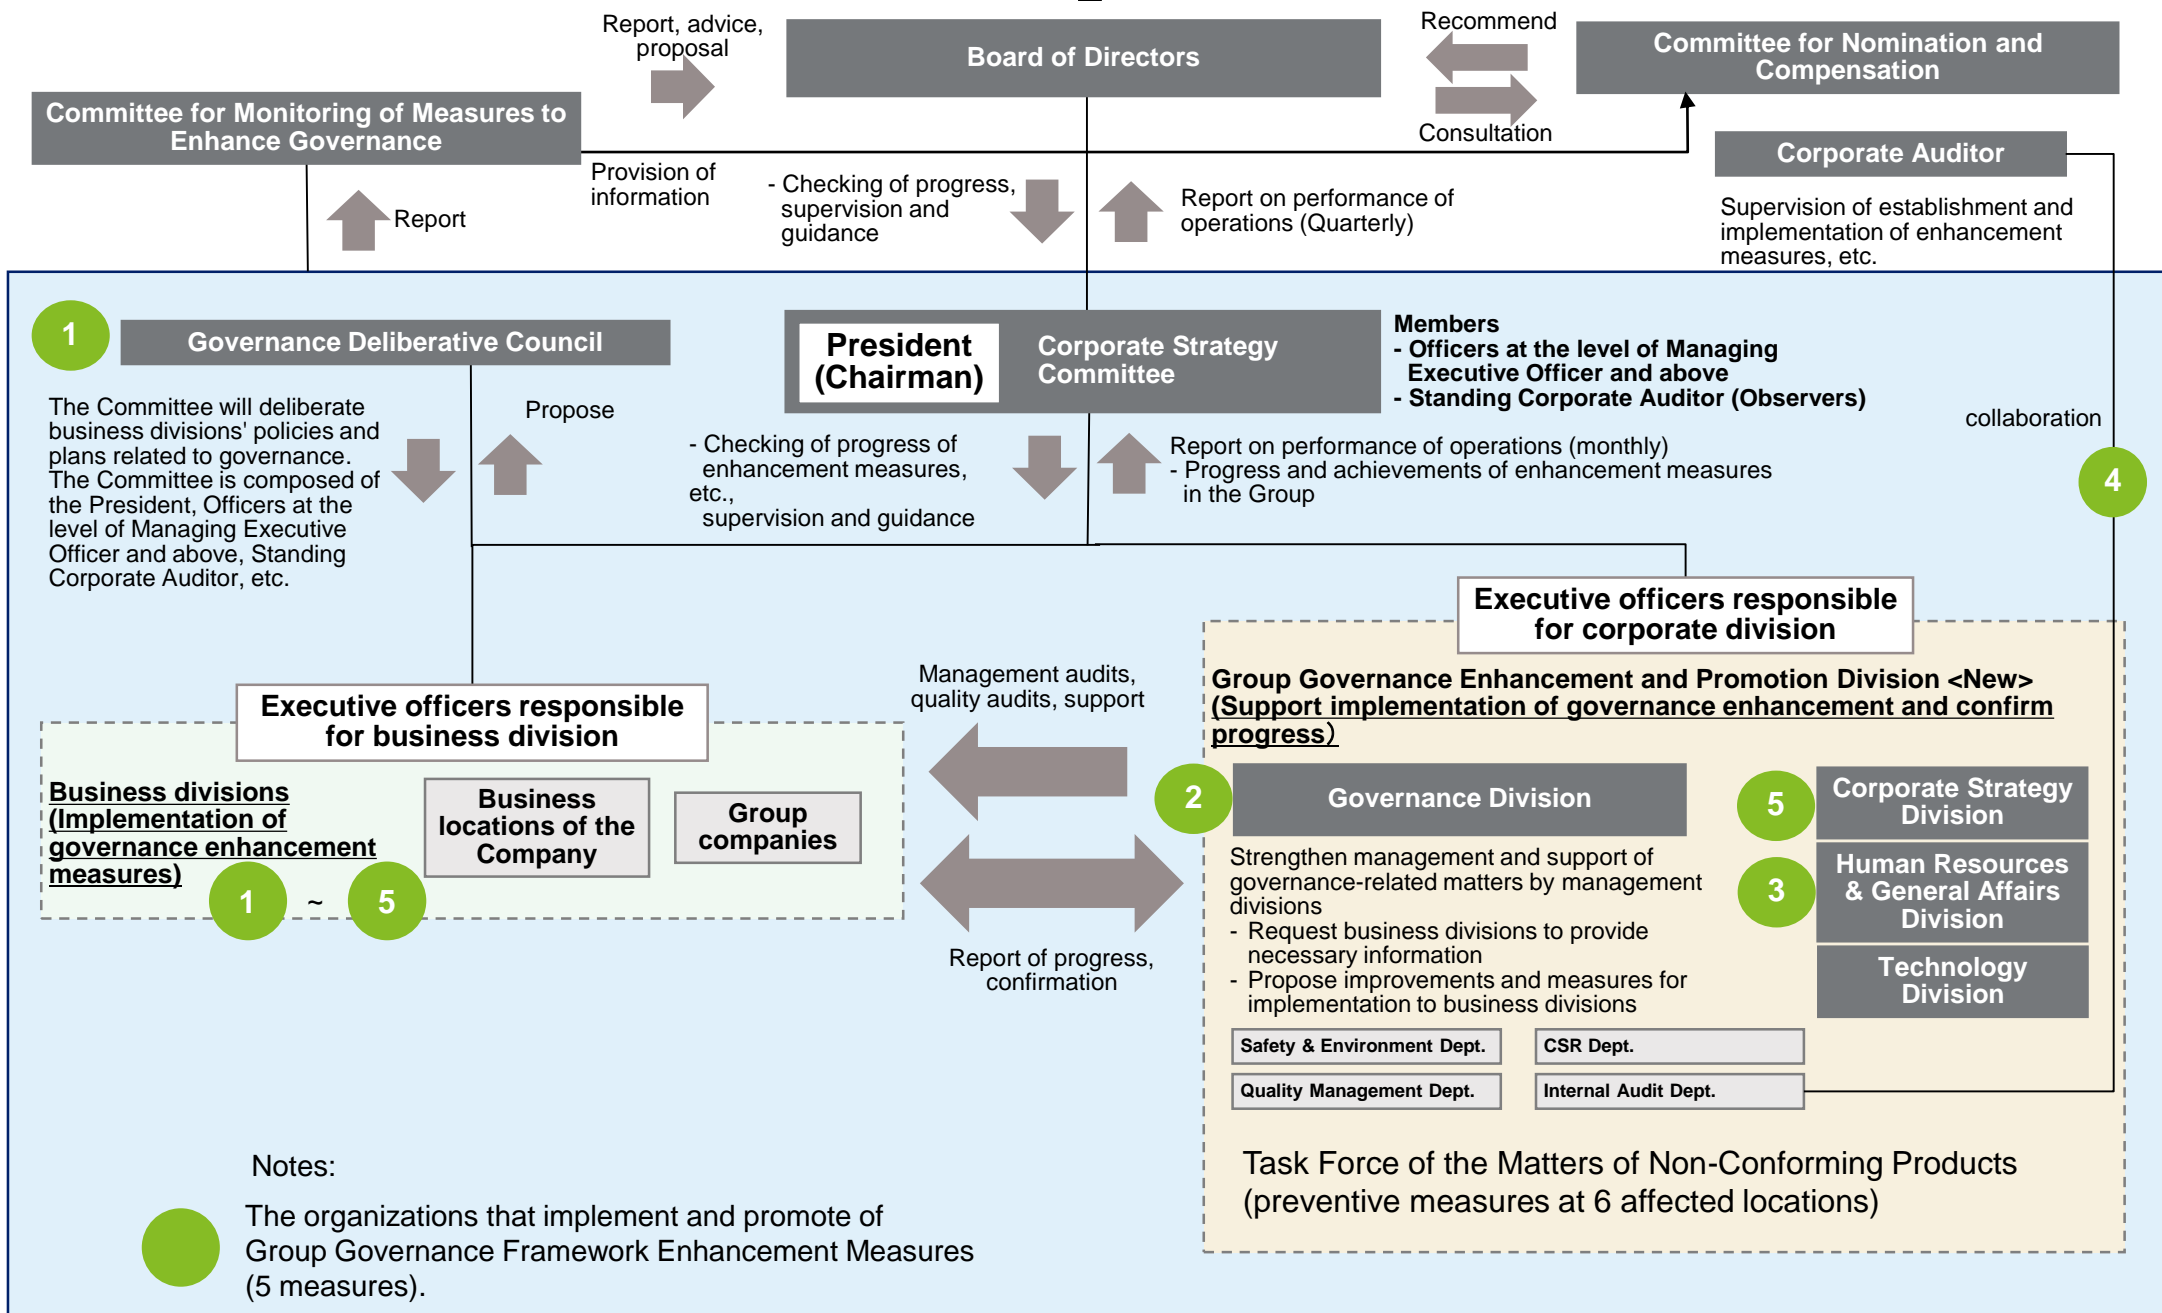 Report, advice,
proposal
Board of Directors
Recommend
Consultation
Committee for Nomination and
Compensation
Committee for Monitoring of Measures to
Enhance Governance
Provision of
information
Report
- Checking of progress,
supervision and
guidance
Report on performance of
operations (Quarterly)
Corporate Auditor
Supervision of establishment and
implementation of enhancement
measures, etc.
1
Governance Deliberative Council
The Committee will deliberate
business divisions' policies and
plans related to governance.
The Committee is composed of
the President, Officers at the
level of Managing Executive
Officer and above, Standing
Corporate Auditor, etc.
Propose
President
(Chairman)
Corporate Strategy
Committee
Members
- Officers at the level of Managing
Executive Officer and above
- Standing Corporate Auditor (Observers)
- Checking of progress of
enhancement measures,
etc.,
supervision and guidance
Report on performance of operations (monthly)
- Progress and achievements of enhancement measures
in the Group
collaboration
4
Executive officers responsible
for business division
Business divisions
(Implementation of
governance enhancement
measures)
1 ~ 5
Business
locations of the
Company
Group
companies
Management audits,
quality audits, support
Report of progress,
confirmation
Executive officers responsible
for corporate division
Group Governance Enhancement and Promotion Division <New>
(Support implementation of governance enhancement and confirm
progress）
2
Governance Division
Strengthen management and support of
governance-related matters by management
divisions
- Request business divisions to provide
necessary information
- Propose improvements and measures for
implementation to business divisions
5
Corporate Strategy
Division
3
Human Resources
& General Affairs
Division
Technology
Division
Safety & Environment Dept.
CSR Dept.
Quality Management Dept.
Internal Audit Dept.
Task Force of the Matters of Non-Conforming Products
(preventive measures at 6 affected locations)
Notes:
The organizations that implement and promote of
Group Governance Framework Enhancement Measures
(5 measures).